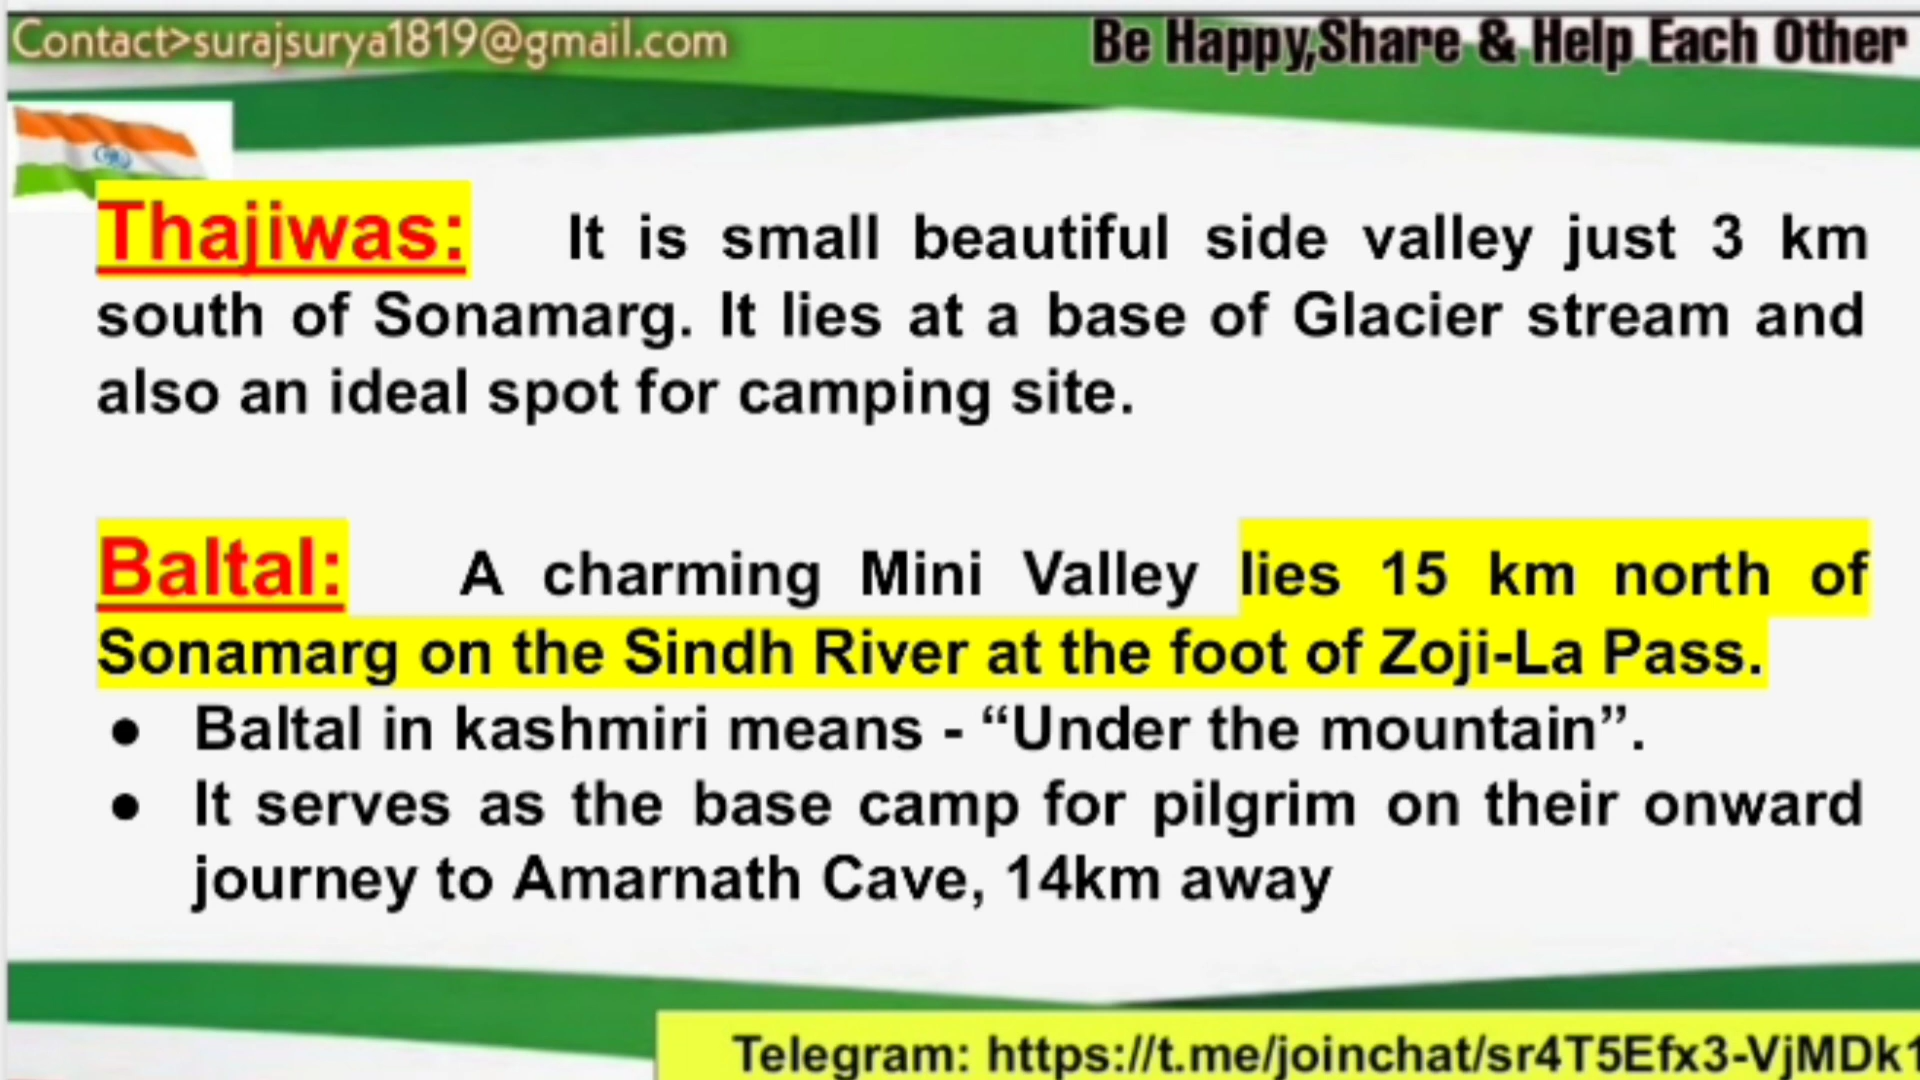 Contact>surajsurya1819@gmail.com
Be Happy,Share & Help Each Other
Thajiwas: It is small beautiful side valley just 3 km
south of Sonamarg. It lies at a base of Glacier stream and
also an ideal spot for camping site.
Baltal: A charming Mini Valley lies 15 km north of
Sonamarg on the Sindh River at the foot of Zoji-La Pass.
● Baltal in kashmiri means - “Under the mountain”.
● It serves as the base camp for pilgrim on their onward
journey to Amarnath Cave, 14km away
Telegram: https://t.me/joinchat/sr4T5Efx3-VjMDk1